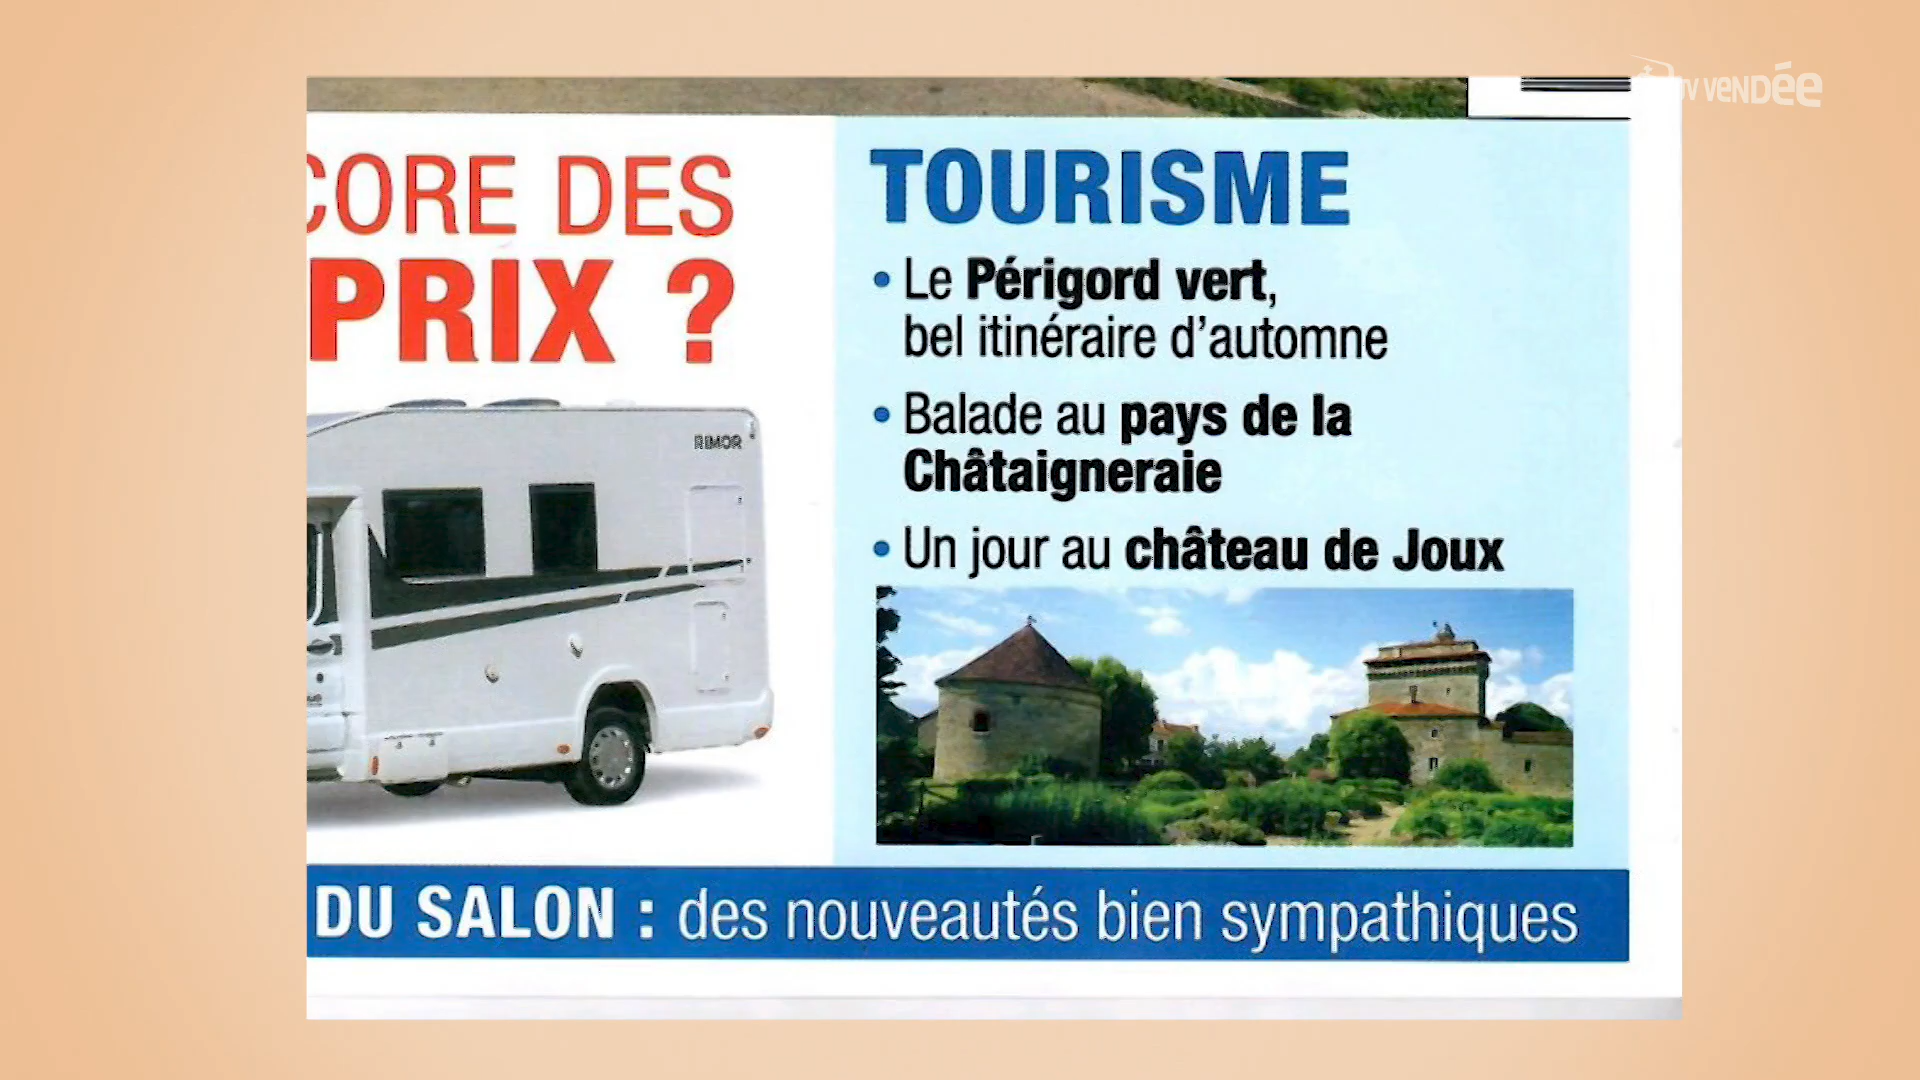 TV VENDÉE
CORE DES
PRIX ?
RIMOR
TOURISME
• Le Périgord vert,
bel itinéraire d'automne
• Balade au pays de la
Châtaigneraie
• Un jour au château de Joux
DU SALON : des nouveautés bien sympathiques